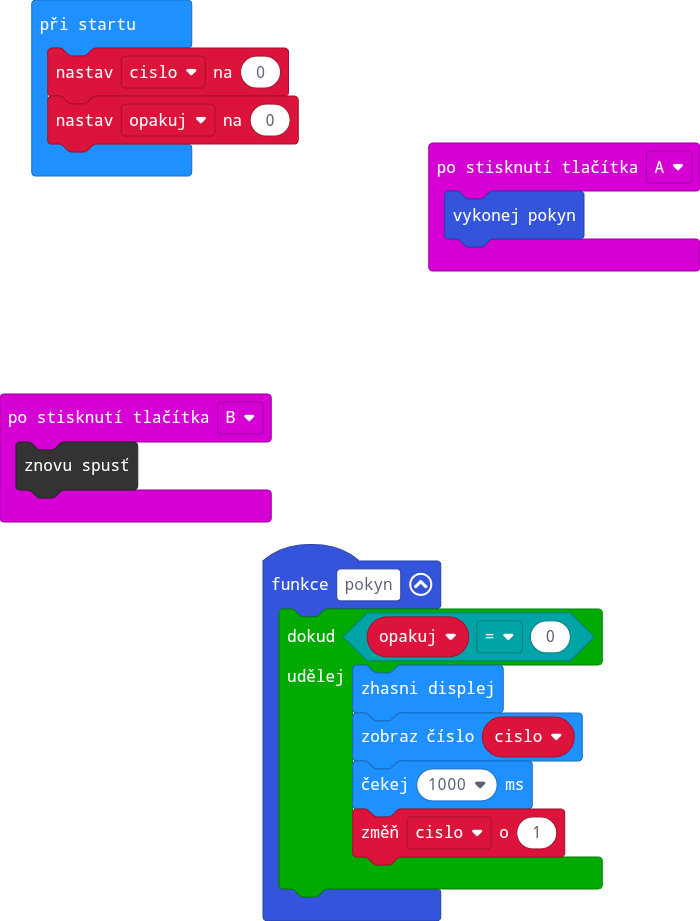 při startu
nastav cislo na 0
nastav opakuj na 0
po stisknutí tlačítka A
vykonej pokyn
po stisknutí tlačítka B
znovu spusť
funkce pokyn
dokud opakuj = 0
udělej
zhasni displej
zobraz číslo cislo
čekej 1000 ms
změň cislo o 1